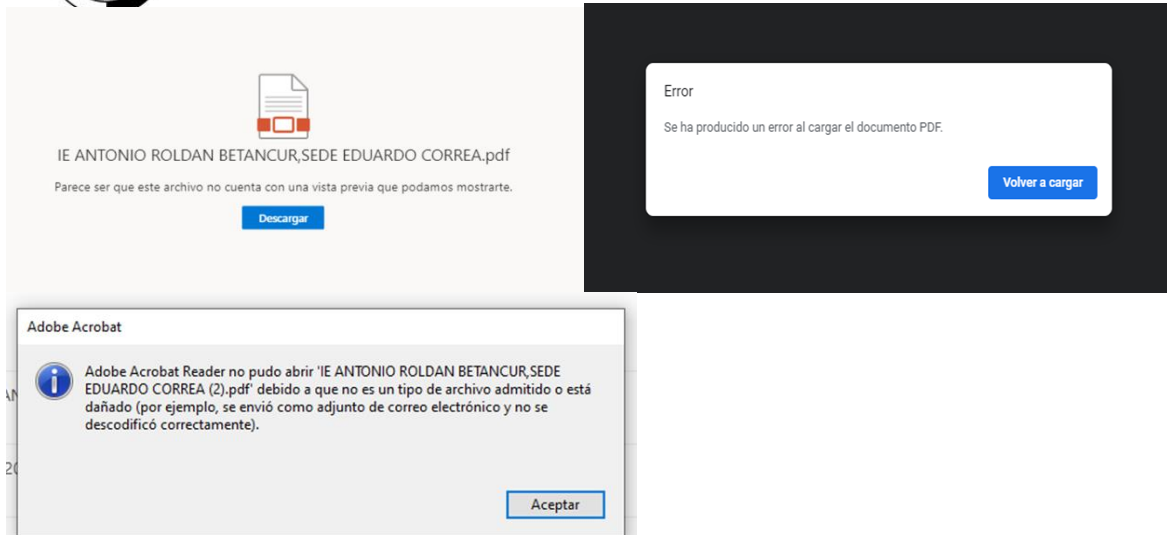 IE ANTONIO ROLDAN BETANCUR,SEDE EDUARDO CORREA.pdf
Parece ser que este archivo no cuenta con una vista previa que podamos mostrarte.
Descargar
Error
Se ha producido un error al cargar el documento PDF.
Volver a cargar
Adobe Acrobat
Adobe Acrobat Reader no pudo abrir 'IE ANTONIO ROLDAN BETANCUR,SEDE
EDUARDO CORREA (2).pdf' debido a que no es un tipo de archivo admitido o está
dañado (por ejemplo, se envió como adjunto de correo electrónico y no se
descodificó correctamente).
Aceptar